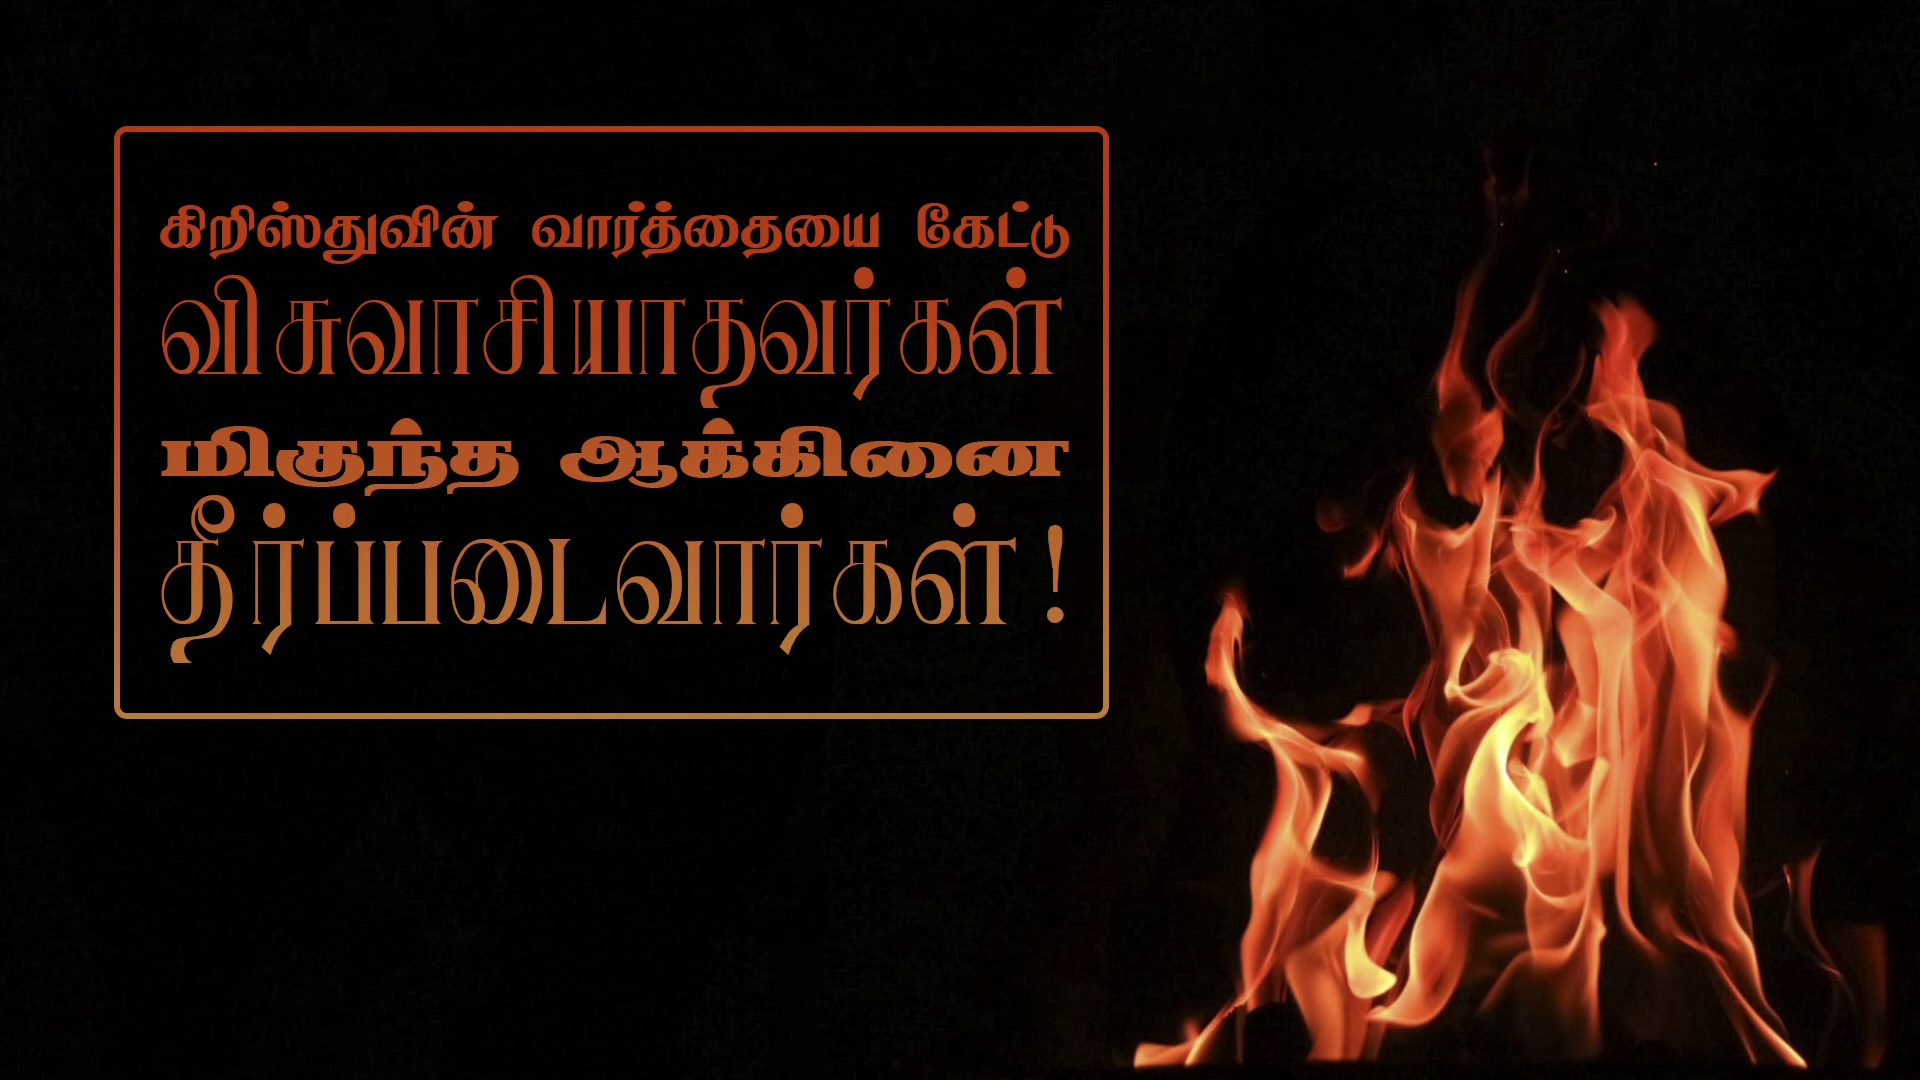 கிறிஸ்துவின் வார்த்தையை கேட்டு
விசுவாசியாதவர்கள்
மிகுந்த ஆக்கினை
தீர்ப்படைவார்கள் !